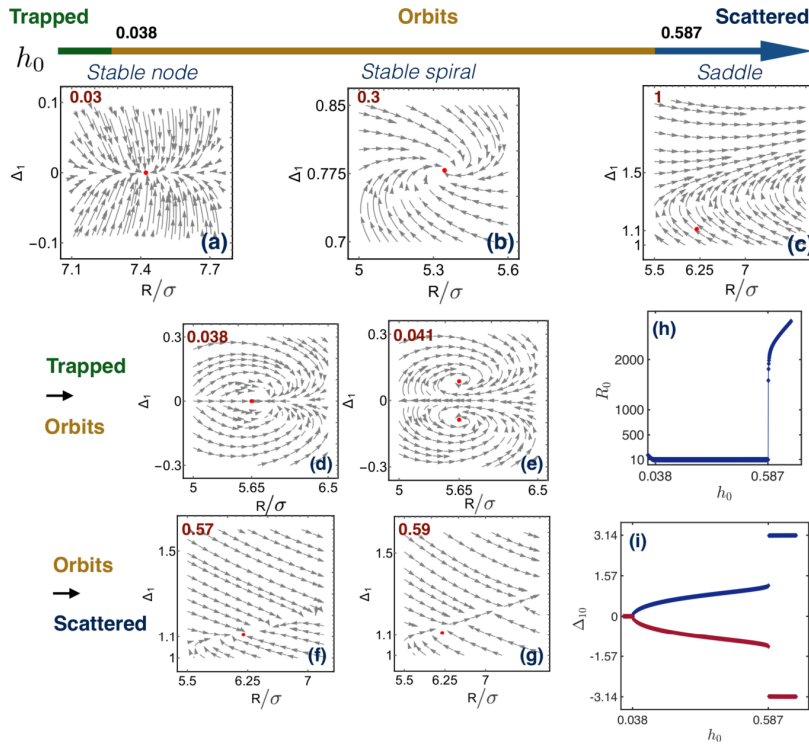 Trapped Orbits Scattered
0.038 0.587
h₀
Stable node Stable spiral Saddle
0.03
0.1
0
−0.1
Δ₁
7.1 7.4 7.7
R/σ
(a)
0.3
0.85
0.775
0.7
Δ₁
5 5.3 5.6
R/σ
(b)
1
1.5
1.1
1
Δ₁
5.5 6.25 7
R/σ
(c)
Trapped
Orbits
0.038
0.3
0
−0.3
Δ₁
5 5.65 6.5
R/σ
(d)
0.041
0.3
0
−0.3
Δ₁
5 5.65 6.5
R/σ
(e)
(h)
2000
1000
500
10
R₀
0.038 0.587
h₀
Orbits
Scattered
0.57
1.5
1.1
1
Δ₁
5.5 6.25 7
R/σ
(f)
0.59
1.5
1.1
1
Δ₁
5.5 6.25 7
R/σ
(g)
(i)
3.14
1.57
0
-1.57
-3.14
Δ₁₀
0.038 0.587
h₀